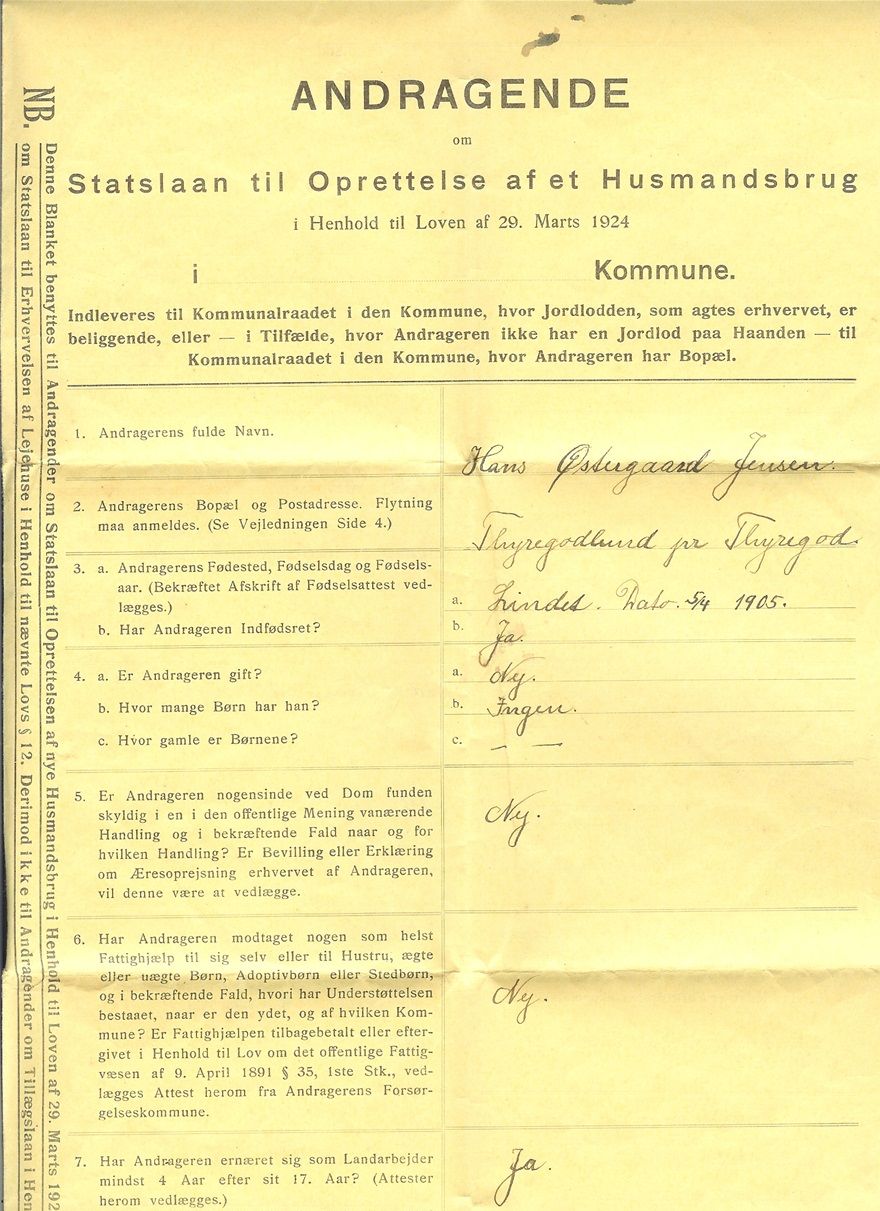 ANDRAGENDE
om
Statslaan til Oprettelse af et Husmandsbrug
i Henhold til Loven af 29. Marts 1924
i Kommune.
Indleveres til Kommunalraadet i den Kommune, hvor Jordlodden, som agtes erhvervet, er
beliggende, eller — i Tilfælde, hvor Andrageren ikke har en Jordlod paa Haanden — til
Kommunalraadet i den Kommune, hvor Andrageren har Bopæl.
NB.
Denne Blanket benyttes til Andragender om Statslaan til Oprettelsen af nye Husmandsbrug i Henhold til Loven af 29. Marts 192
om Statslaan til Erhvervelsen af Lejehuse i Henhold til nævnte Lovs § 12. Derimod ikke til Andragender om Tillægslaan i Hen
1. Andragerens fulde Navn.
Hans Østergaard Jensen.
2. Andragerens Bopæl og Postadresse. Flytning
maa anmeldes. (Se Vejledningen Side 4.)
Thyregodlund pr Thyregod.
3. a. Andragerens Fødested, Fødselsdag og Fødsels-
aar. (Bekræftet Afskrift af Fødselsattest ved-
lægges.)
a. Lindet. Dato. 5/4 1905.
b. Har Andrageren Indfødsret?
b. Ja.
4. a. Er Andrageren gift?
a. Ny.
b. Hvor mange Børn har han?
b. Ingen.
c. Hvor gamle er Børnene?
c. — —
5. Er Andrageren nogensinde ved Dom funden
skyldig i en i den offentlige Mening vanærende
Handling og i bekræftende Fald naar og for
hvilken Handling? Er Bevilling eller Erklæring
om Æresoprejsning erhvervet af Andrageren,
vil denne være at vedlægge.
Ny.
6. Har Andrageren modtaget nogen som helst
Fattighjælp til sig selv eller til Hustru, ægte
eller uægte Børn, Adoptivbørn eller Stedbørn,
og i bekræftende Fald, hvori har Understøttelsen
bestaaet, naar er den ydet, og af hvilken Kom-
mune? Er Fattighjælpen tilbagebetalt eller efter-
givet i Henhold til Lov om det offentlige Fattig-
væsen af 9. April 1891 § 35, 1ste Stk., ved-
lægges Attest herom fra Andragerens Forsør-
gelseskommune.
Ny.
7. Har Andrageren ernæret sig som Landarbejder
mindst 4 Aar efter sit 17. Aar? (Attester
herom vedlægges.)
Ja.